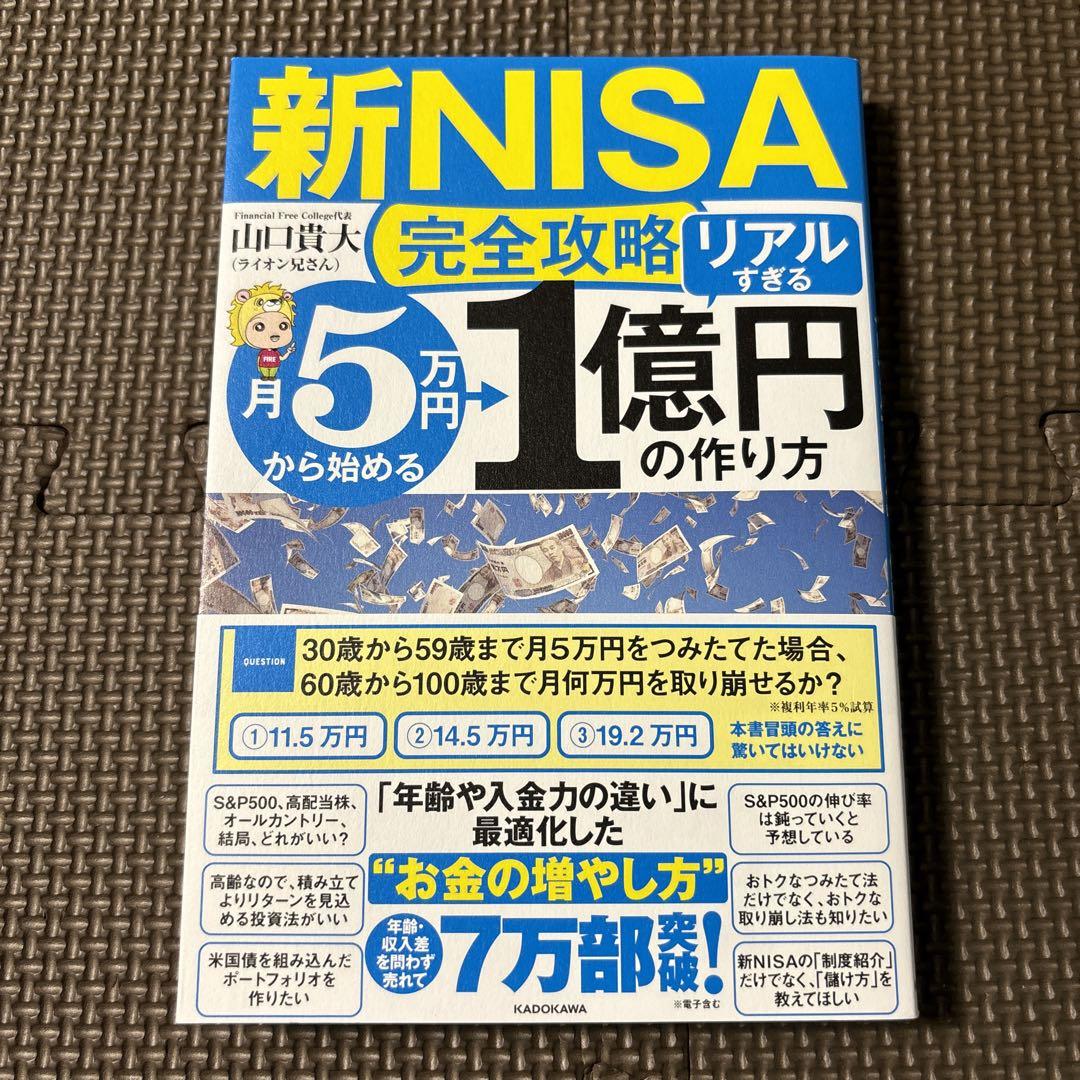 新NISA
Financial Free College代表
山口貴大
(ライオン兄さん)
完全攻略
リアル
すぎる
FIRE
月5万円
から始める
→1億円
の作り方
QUESTION
30歳から59歳まで月5万円をつみたてた場合、
60歳から100歳まで月何万円を取り崩せるか?
※複利年率5%試算
①11.5万円
②14.5万円
③19.2万円
本書冒頭の答えに
驚いてはいけない
「年齢や入金力の違い」に
最適化した
"お金の増やし方"
年齢・
収入差
を問わず
売れて
7万部突破!
※電子含む
KADOKAWA
S&P500、高配当株、
オールカントリー、
結局、どれがいい?
高齢なので、積み立て
よりリターンを見込
める投資法がいい
米国債を組み込んだ
ポートフォリオを
作りたい
S&P500の伸び率
は鈍っていくと
予想している
おトクなつみたて法
だけでなく、おトクな
取り崩し法も知りたい
新NISAの「制度紹介」
だけでなく、「儲け方」を
教えてほしい